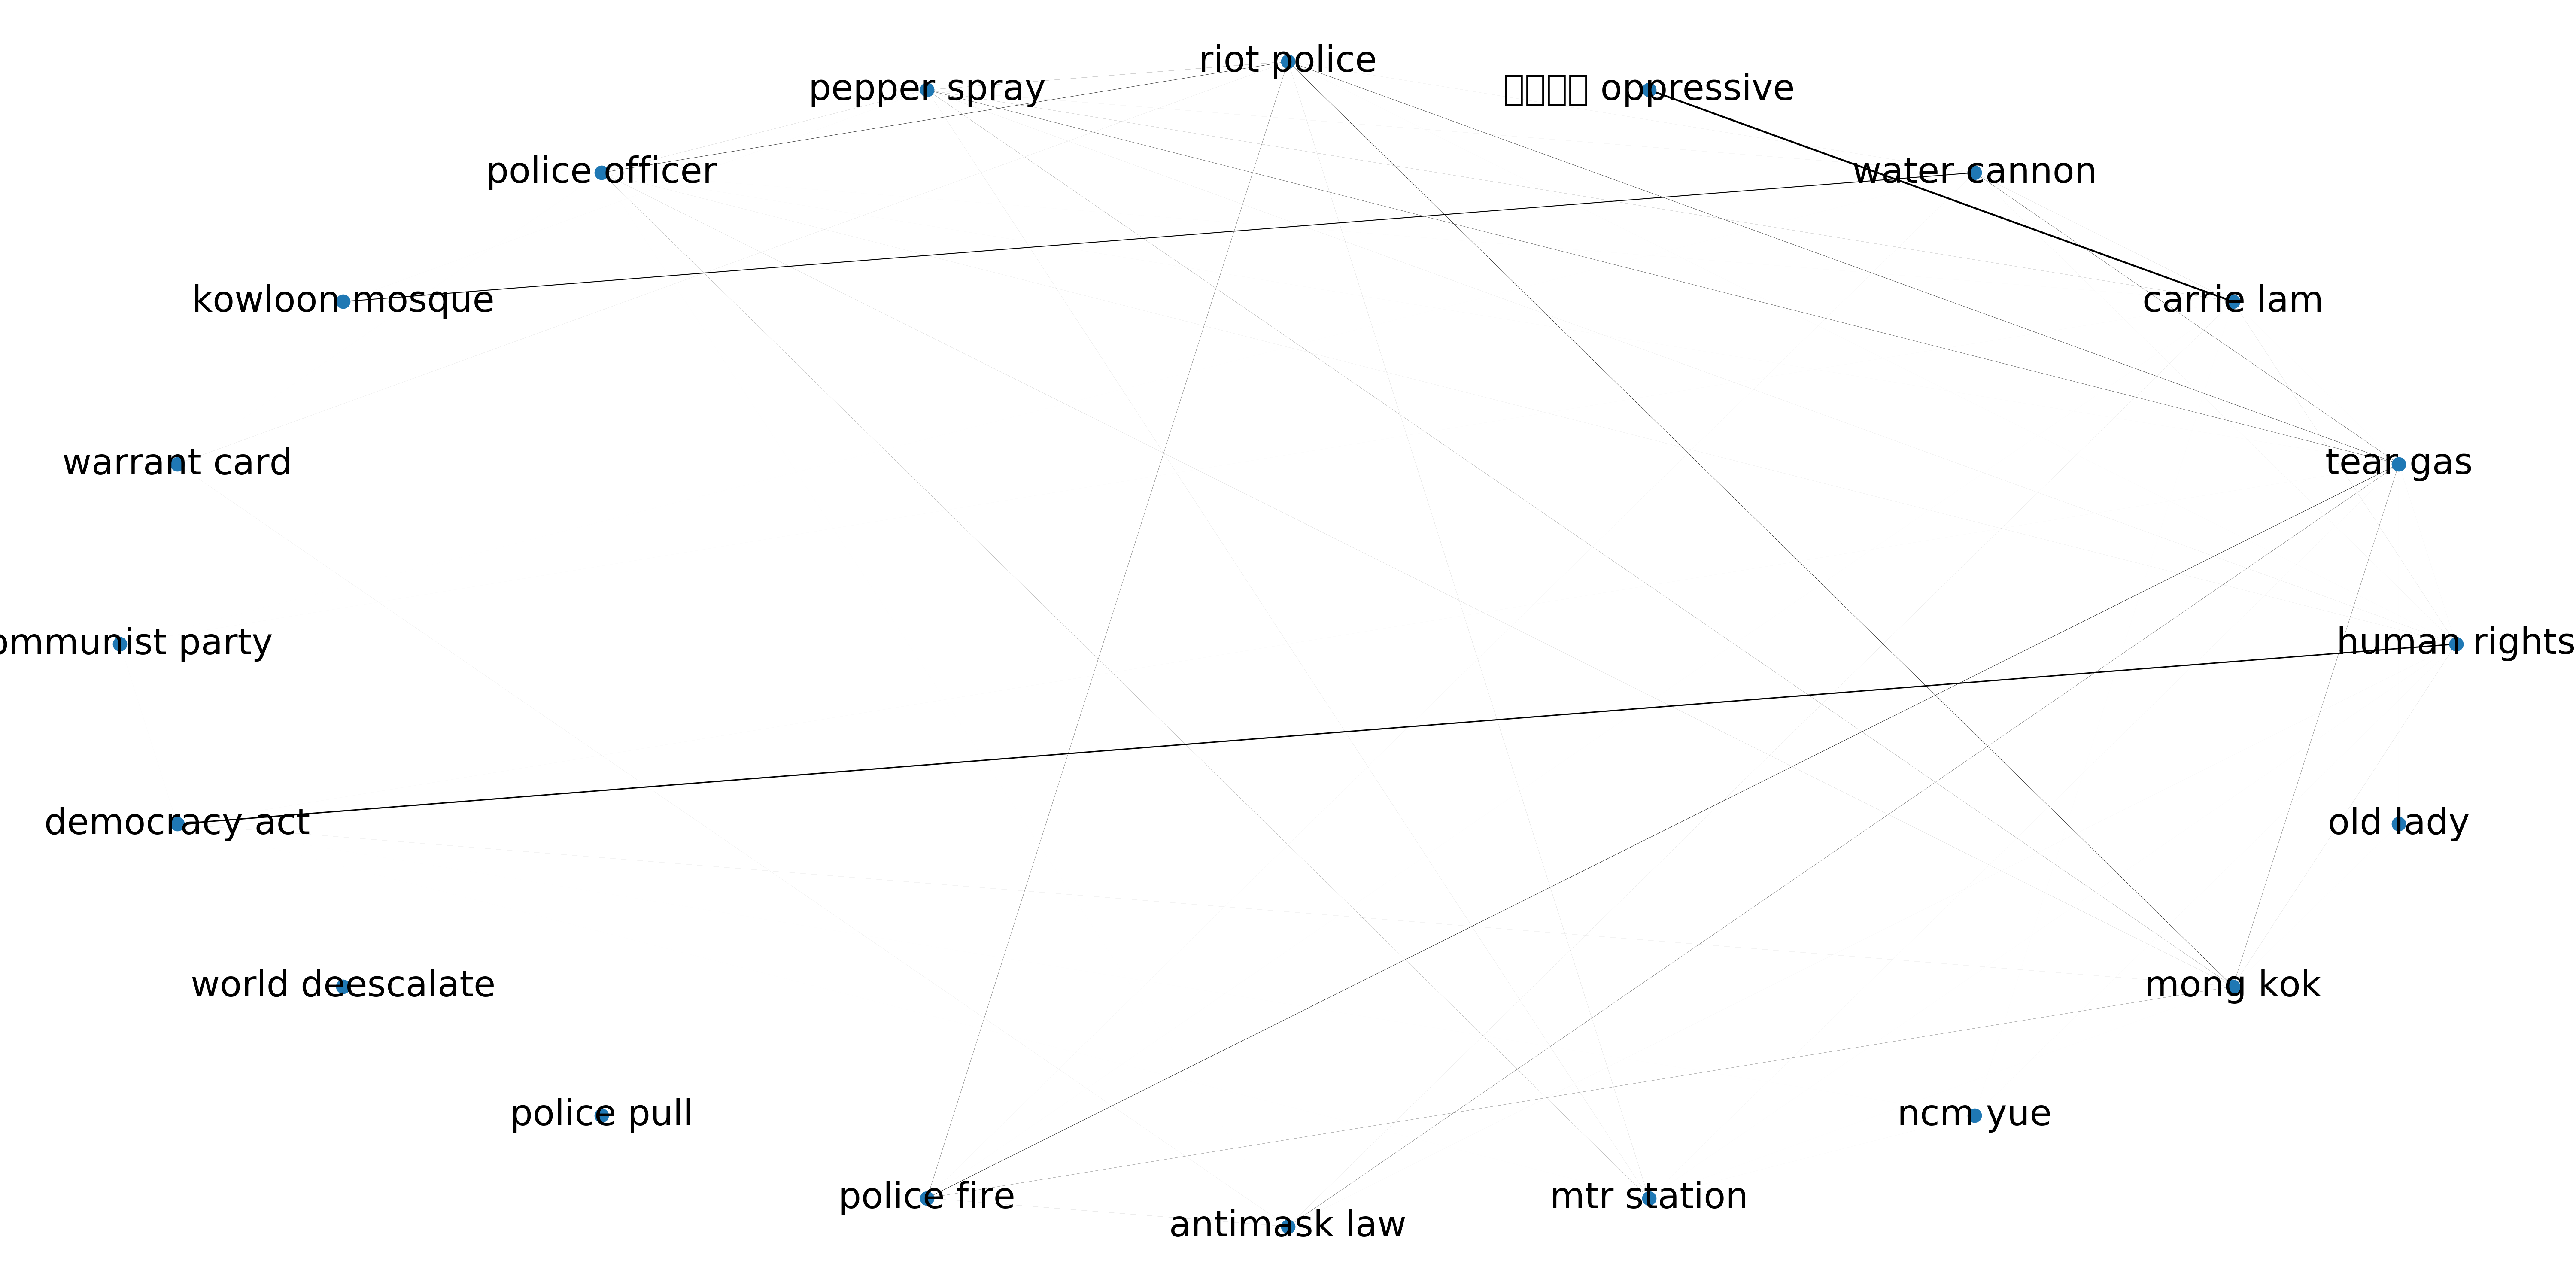 riot police
pepper spray
□□□□ oppressive
police officer
water cannon
kowloon mosque
carrie lam
warrant card
tear gas
ommunist party
human rights
democracy act
old lady
world deescalate
mong kok
police pull
ncm yue
police fire
mtr station
antimask law